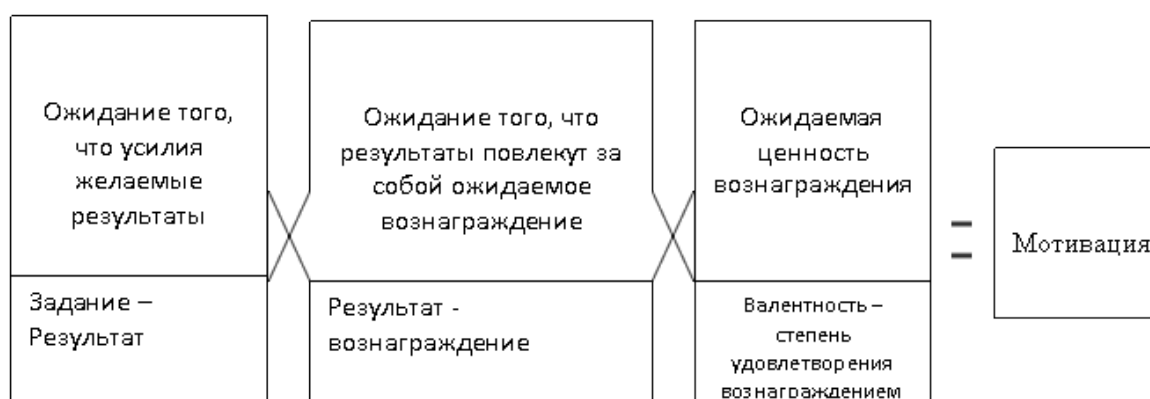 Ожидание того,
что усилия
желаемые
результаты
Задание –
Результат
Ожидание того, что
результаты повлекут за
собой ожидаемое
вознаграждение
Результат -
вознаграждение
Ожидаемая
ценность
вознаграждения
Валентность –
степень
удовлетворения
вознаграждением
=
Мотивация